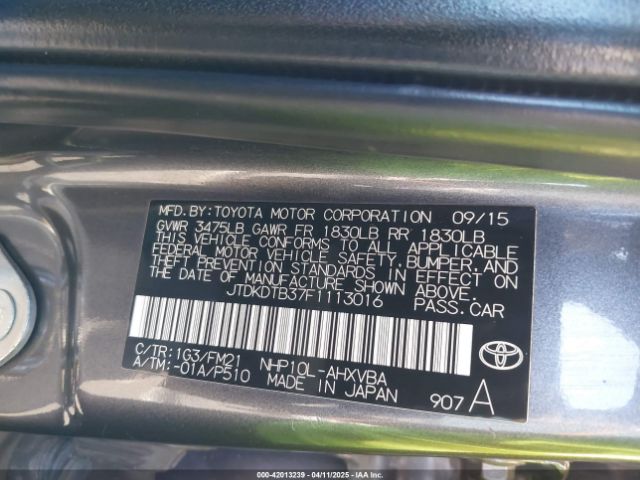 MFD.BY:TOYOTA MOTOR CORPORATION 09/15
GVWR 3475LB GAWR FR 1830LB RR 1830LB
THIS VEHICLE CONFORMS TO ALL APPLICABLE
FEDERAL MOTOR VEHICLE SAFETY,BUMPER,AND
THEFT PREVENTION STANDARDS IN EFFECT ON
THE DATE OF MANUFACTURE SHOWN ABOVE.
JTDKDTB37F1113016 PASS.CAR
C/TR:1G3/FM21 NHP10L-AHXVBA
A/TM:-01A/P510 MADE IN JAPAN
907 A
TOYOTA
000-42013239 - 04/11/2025 - IAAI.COM